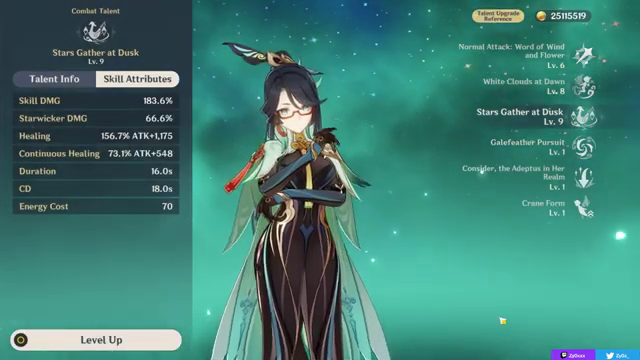 Combat Talent
Stars Gather at Dusk
Lv. 9
Talent Info
Skill Attributes
Skill DMG 183.6%
Starwicker DMG 66.6%
Healing 156.7% ATK+1,175
Continuous Healing 73.1% ATK+548
Duration 16.0s
CD 18.0s
Energy Cost 70
Level Up
Talent Upgrade
Reference
25115519
Normal Attack: Word of Wind
and Flower
Lv. 6
White Clouds at Dawn
Lv. 8
Stars Gather at Dusk
Lv. 9
Galefeather Pursuit
Lv. 1
Consider, the Adeptus in Her
Realm
Lv. 1
Crane Form
Lv. 1